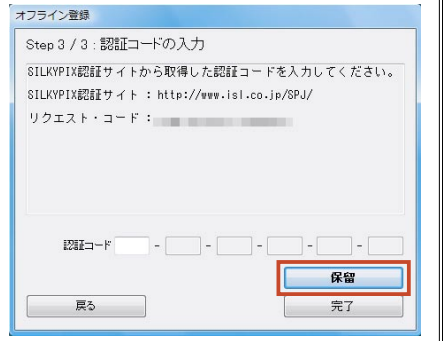 オフライン登録
Step 3 / 3 : 認証コードの入力
SILKYPIX認証サイトから取得した認証コードを入力してください。
SILKYPIX認証サイト : http://www.isl.co.jp/SPJ/
リクエスト・コード :
認証コード - - - - -
保留
戻る 完了